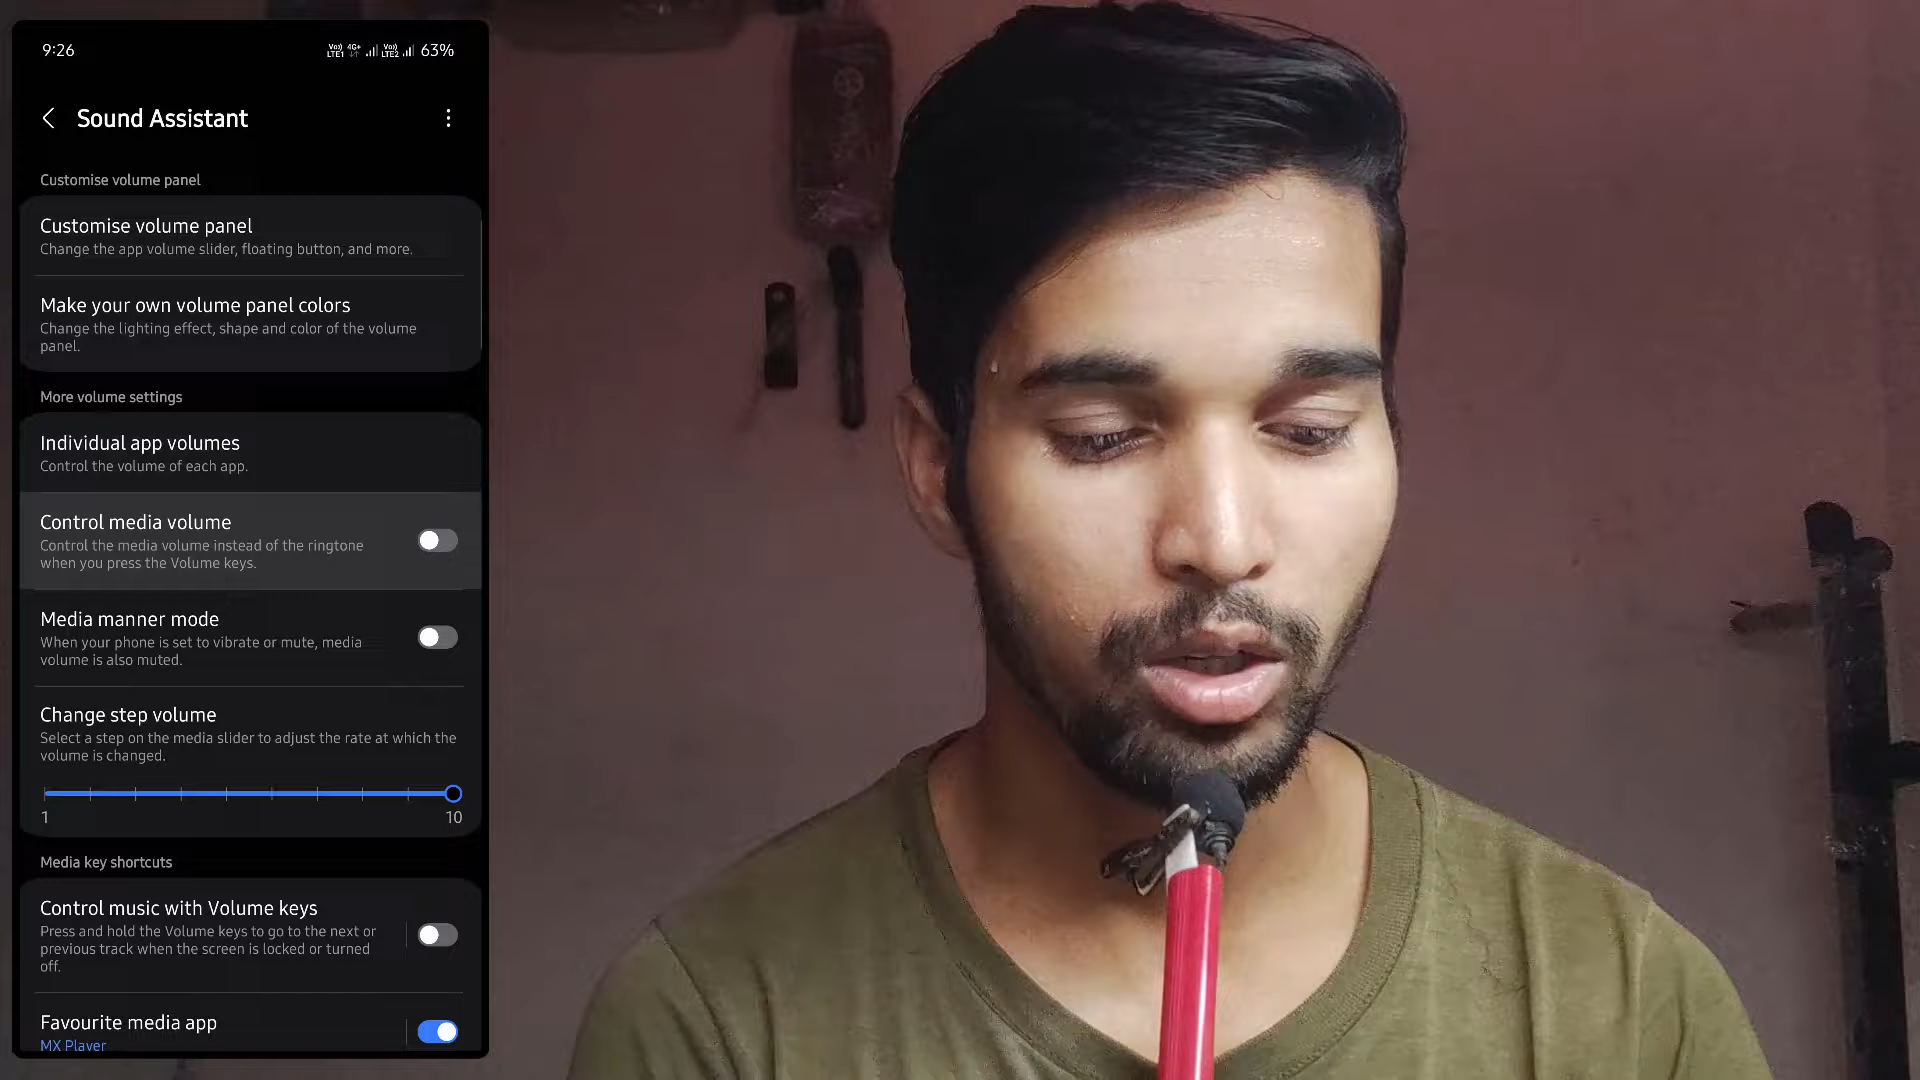 9:26
Vo) 4G+ Vo) 63%
LTE1 LTE2
Sound Assistant
Customise volume panel
Customise volume panel
Change the app volume slider, floating button, and more.
Make your own volume panel colors
Change the lighting effect, shape and color of the volume
panel.
More volume settings
Individual app volumes
Control the volume of each app.
Control media volume
Control the media volume instead of the ringtone
when you press the Volume keys.
Media manner mode
When your phone is set to vibrate or mute, media
volume is also muted.
Change step volume
Select a step on the media slider to adjust the rate at which the
volume is changed.
1 10
Media key shortcuts
Control music with Volume keys
Press and hold the Volume keys to go to the next or
previous track when the screen is locked or turned
off.
Favourite media app
MX Player